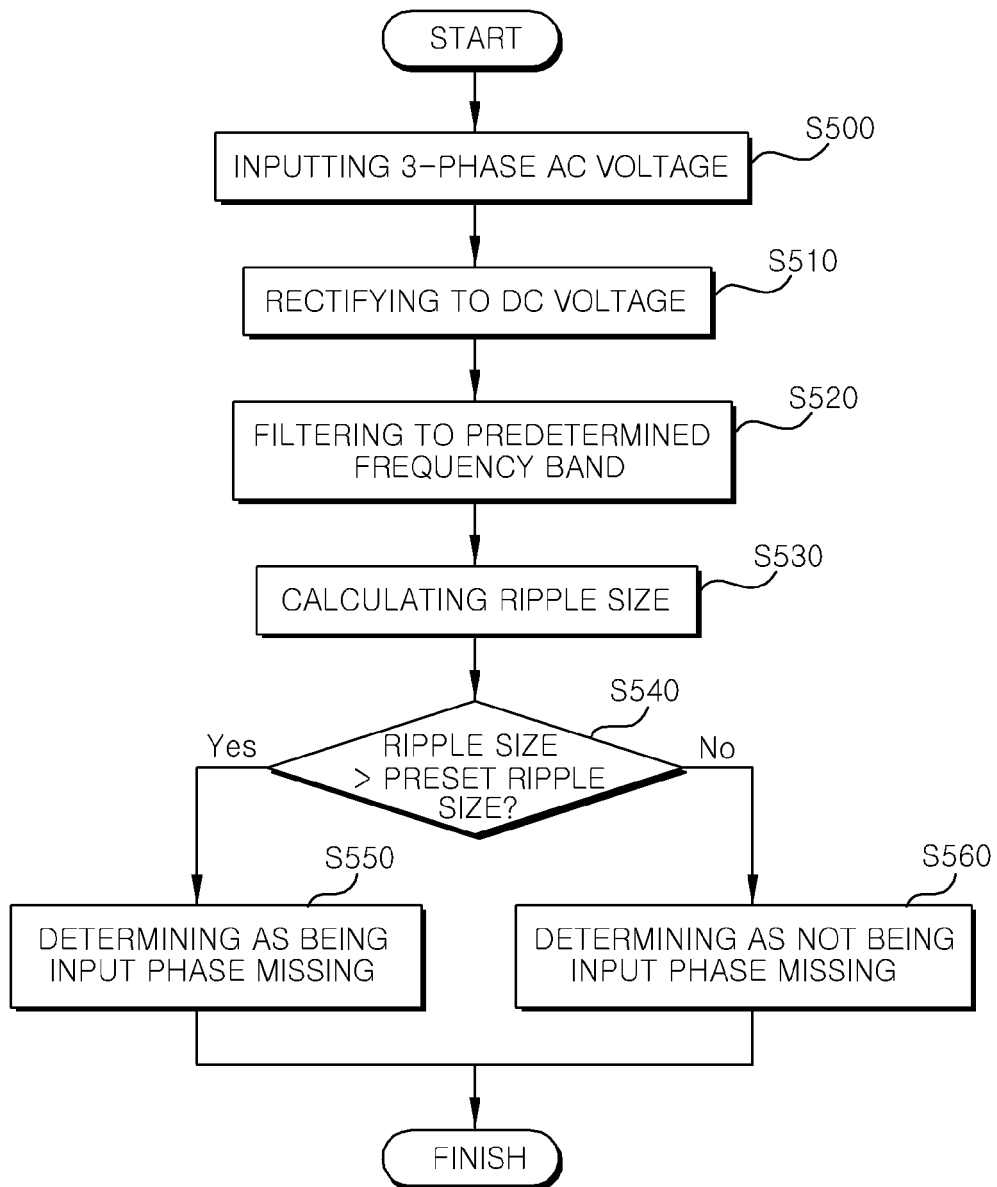 START
S500
INPUTTING 3-PHASE AC VOLTAGE
S510
RECTIFYING TO DC VOLTAGE
S520
FILTERING TO PREDETERMINED
FREQUENCY BAND
S530
CALCULATING RIPPLE SIZE
S540
Yes
RIPPLE SIZE
> PRESET RIPPLE
SIZE?
No
S550
DETERMINING AS BEING
INPUT PHASE MISSING
S560
DETERMINING AS NOT BEING
INPUT PHASE MISSING
FINISH